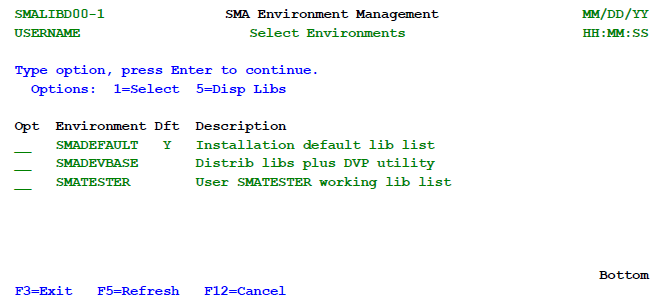 SMALIBD00-1 SMA Environment Management MM/DD/YY
USERNAME Select Environments HH:MM:SS
Type option, press Enter to continue.
Options: 1=Select 5=Disp Libs
Opt Environment Dft Description
__ SMADEFAULT Y Installation default lib list
__ SMADEVBASE Distrib libs plus DVP utility
__ SMATESTER User SMATESTER working lib list
Bottom
F3=Exit F5=Refresh F12=Cancel